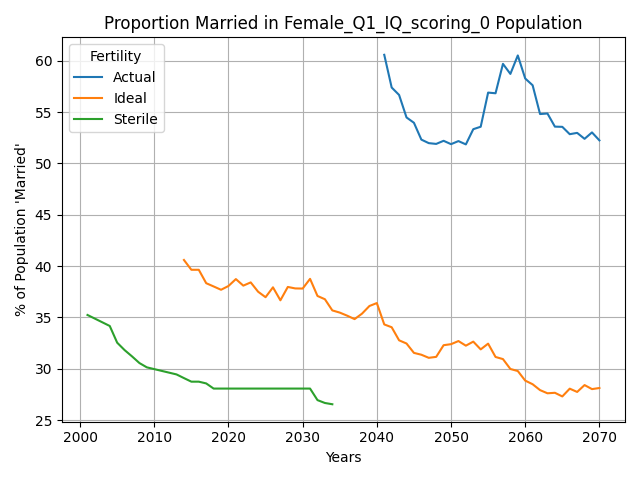 Proportion Married in Female_Q1_IQ_scoring_0 Population
Fertility
Actual
Ideal
Sterile
% of Population 'Married'
60
55
50
45
40
35
30
25
2000 2010 2020 2030 2040 2050 2060 2070
Years